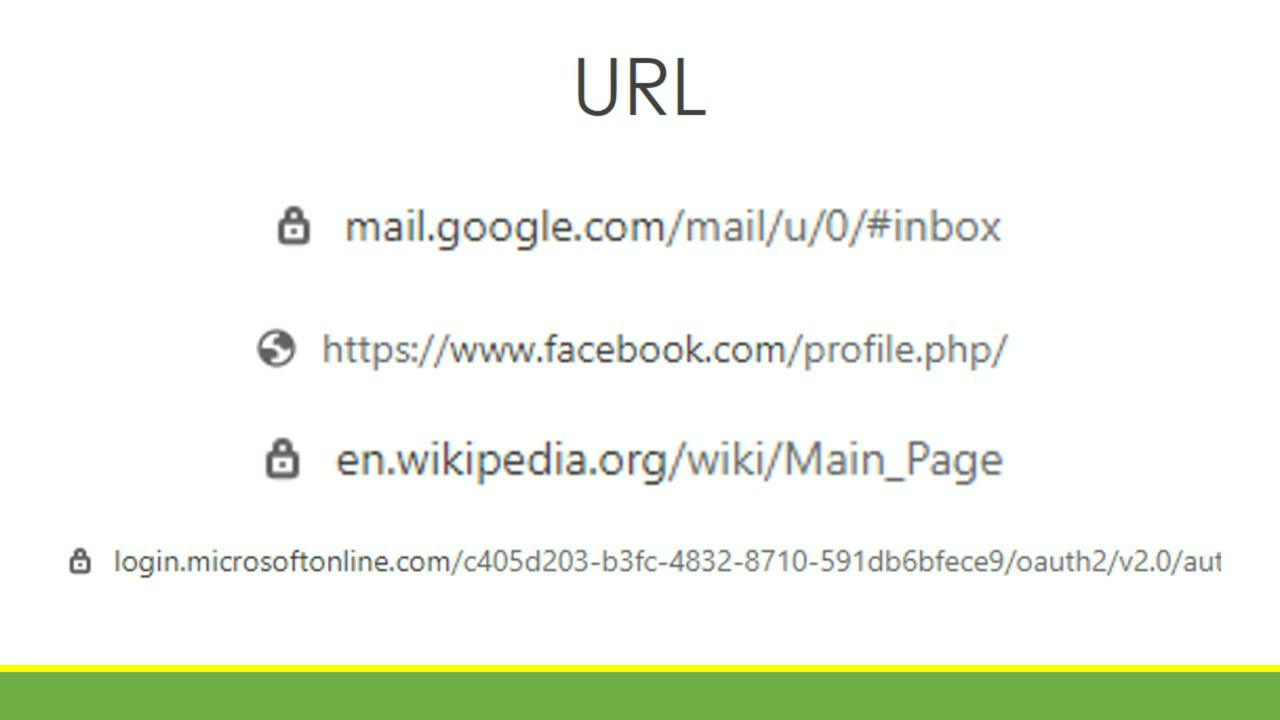 URL
mail.google.com/mail/u/0/#inbox
https://www.facebook.com/profile.php/
en.wikipedia.org/wiki/Main_Page
login.microsoftonline.com/c405d203-b3fc-4832-8710-591db6bfece9/oauth2/v2.0/aut